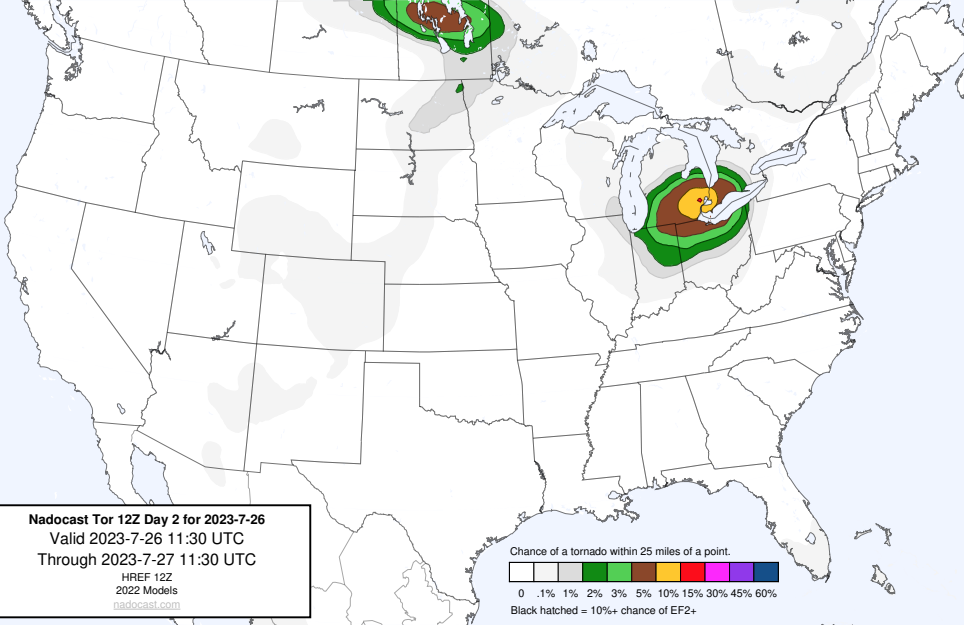 Nadocast Tor 12Z Day 2 for 2023-7-26
Valid 2023-7-26 11:30 UTC
Through 2023-7-27 11:30 UTC
HREF 12Z
2022 Models
nadocast.com
Chance of a tornado within 25 miles of a point.
0 .1% 1% 2% 3% 5% 10% 15% 30% 45% 60%
Black hatched = 10%+ chance of EF2+